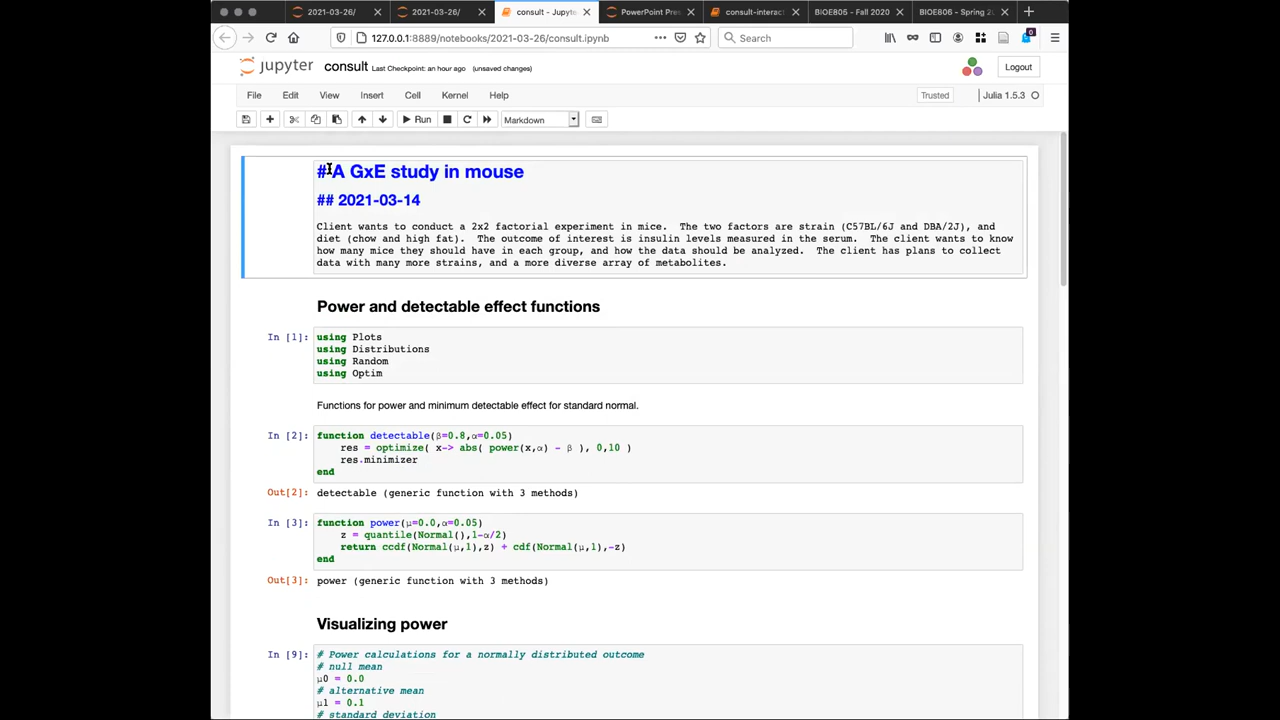 2021-03-26/
2021-03-26/
consult - Jupyte
PowerPoint Pres
consult-interact
BIOE805 - Fall 2020
BIOE806 - Spring 2
127.0.0.1:8889/notebooks/2021-03-26/consult.ipynb
Search
0
jupyter consult Last Checkpoint: an hour ago (unsaved changes)
Logout
File Edit View Insert Cell Kernel Help
Trusted
Julia 1.5.3
Run
Markdown
# A GxE study in mouse
## 2021-03-14
Client wants to conduct a 2x2 factorial experiment in mice. The two factors are strain (C57BL/6J and DBA/2J), and
diet (chow and high fat). The outcome of interest is insulin levels measured in the serum. The client wants to know
how many mice they should have in each group, and how the data should be analyzed. The client has plans to collect
data with many more strains, and a more diverse array of metabolites.
Power and detectable effect functions
In [1]: using Plots
using Distributions
using Random
using Optim
Functions for power and minimum detectable effect for standard normal.
In [2]: function detectable(β=0.8,α=0.05)
res = optimize( x-> abs( power(x,α) - β ), 0,10 )
res.minimizer
end
Out[2]: detectable (generic function with 3 methods)
In [3]: function power(μ=0.0,α=0.05)
z = quantile(Normal(),1-α/2)
return ccdf(Normal(μ,1),z) + cdf(Normal(μ,1),-z)
end
Out[3]: power (generic function with 3 methods)
Visualizing power
In [9]: # Power calculations for a normally distributed outcome
# null mean
μ0 = 0.0
# alternative mean
μ1 = 0.1
# standard deviation